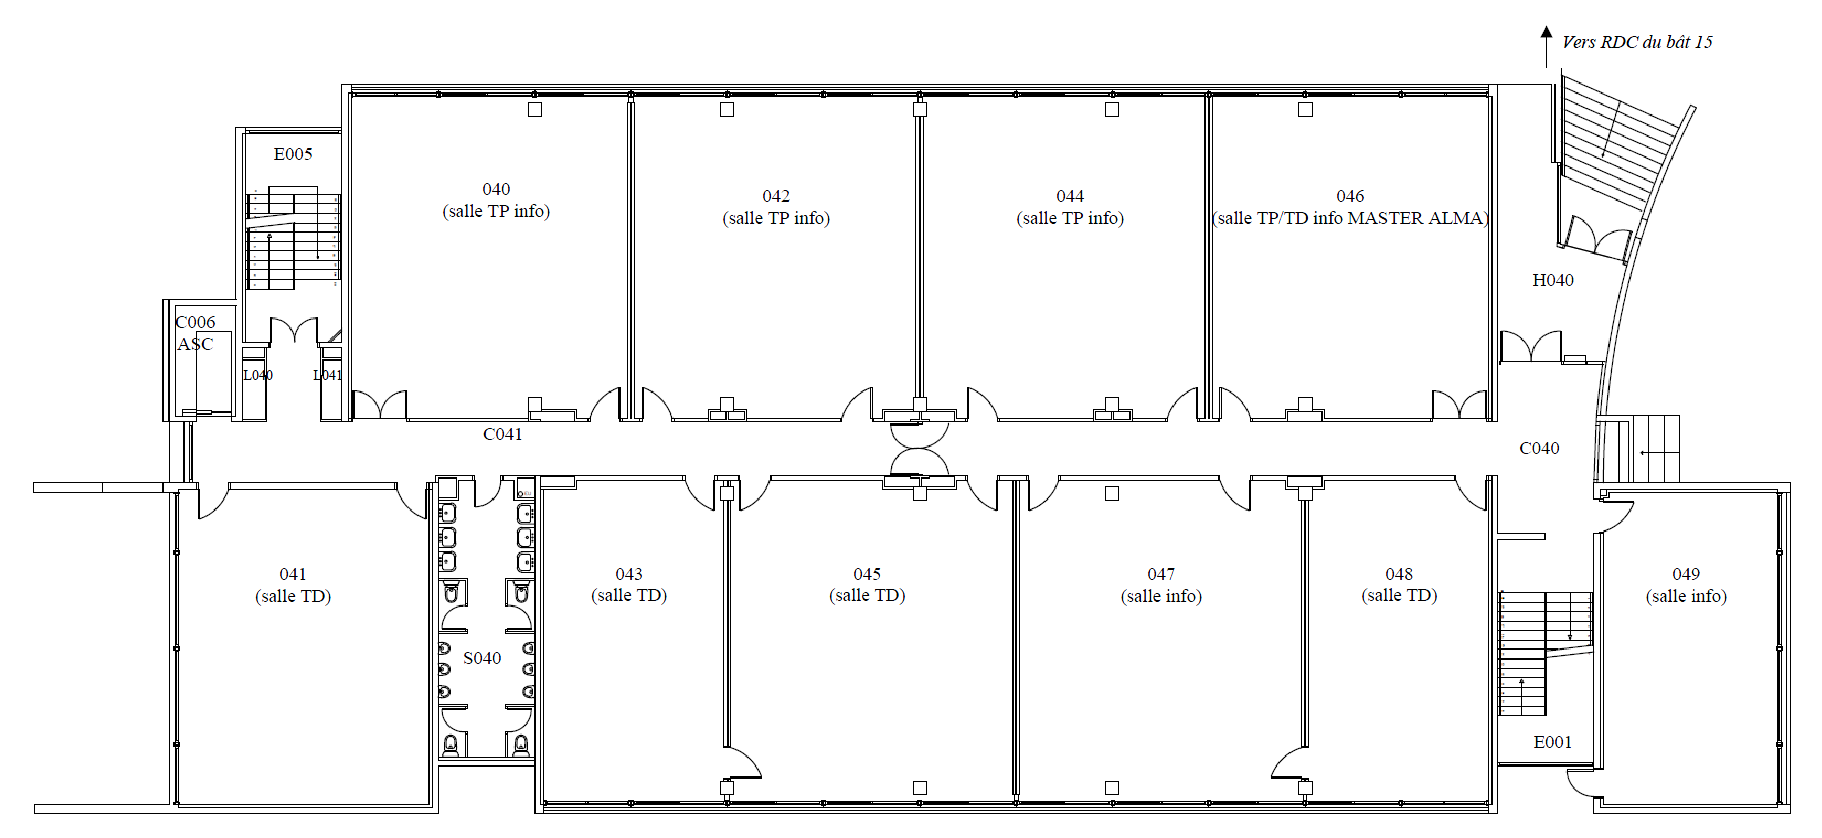 Vers RDC du bât 15
E005
040
(salle TP info)
042
(salle TP info)
044
(salle TP info)
046
(salle TP/TD info MASTER ALMA)
H040
C006
ASC
L040
L041
C041
C040
041
(salle TD)
043
(salle TD)
045
(salle TD)
047
(salle info)
048
(salle TD)
049
(salle info)
S040
E001